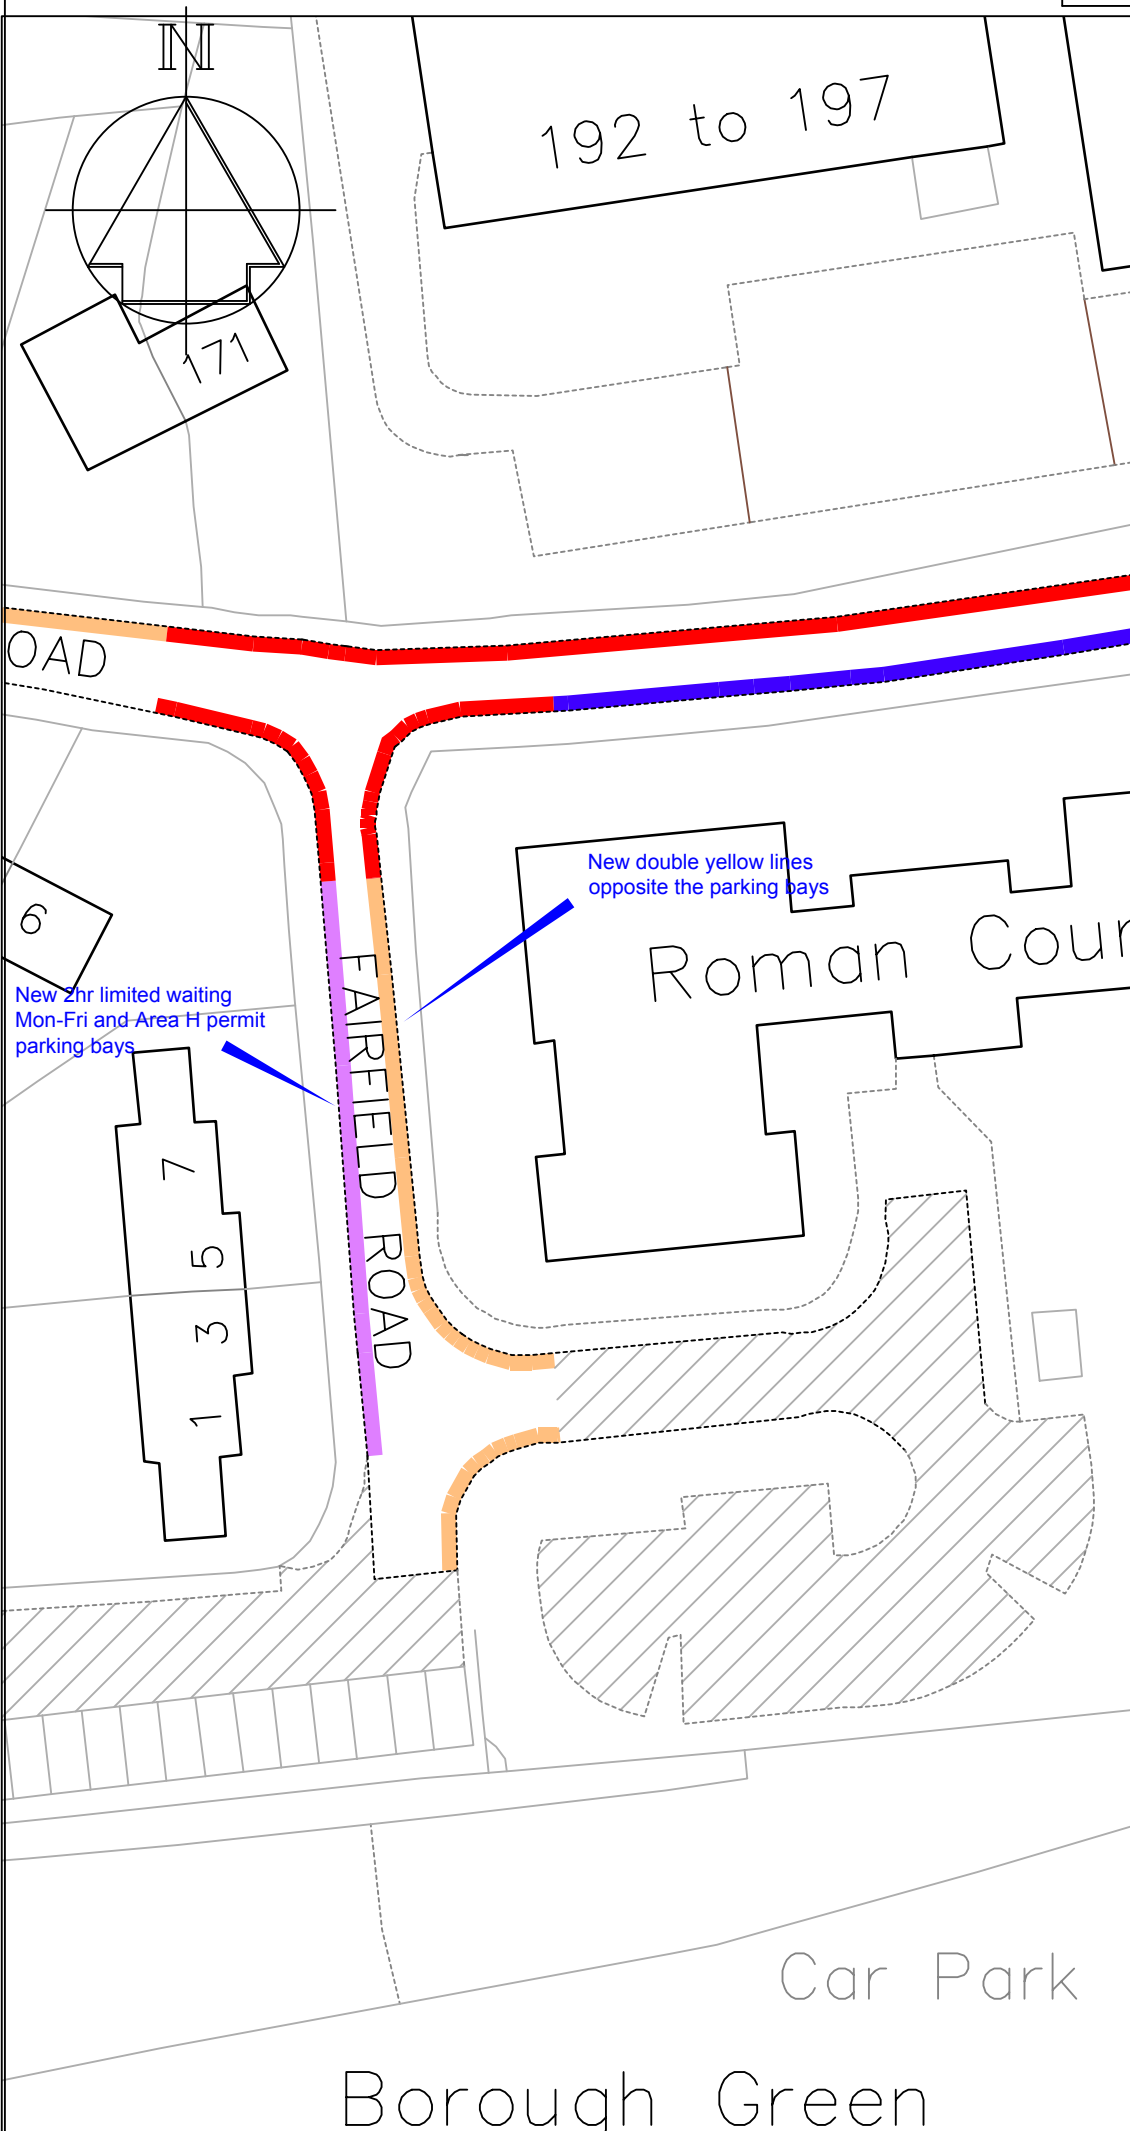 N
192 to 197
171
OAD
New double yellow lines
opposite the parking bays
6
Roman Cour
New 2hr limited waiting
Mon-Fri and Area H permit
parking bays
FAIRFIELD ROAD
7
5
3
1
Car Park
Borough Green